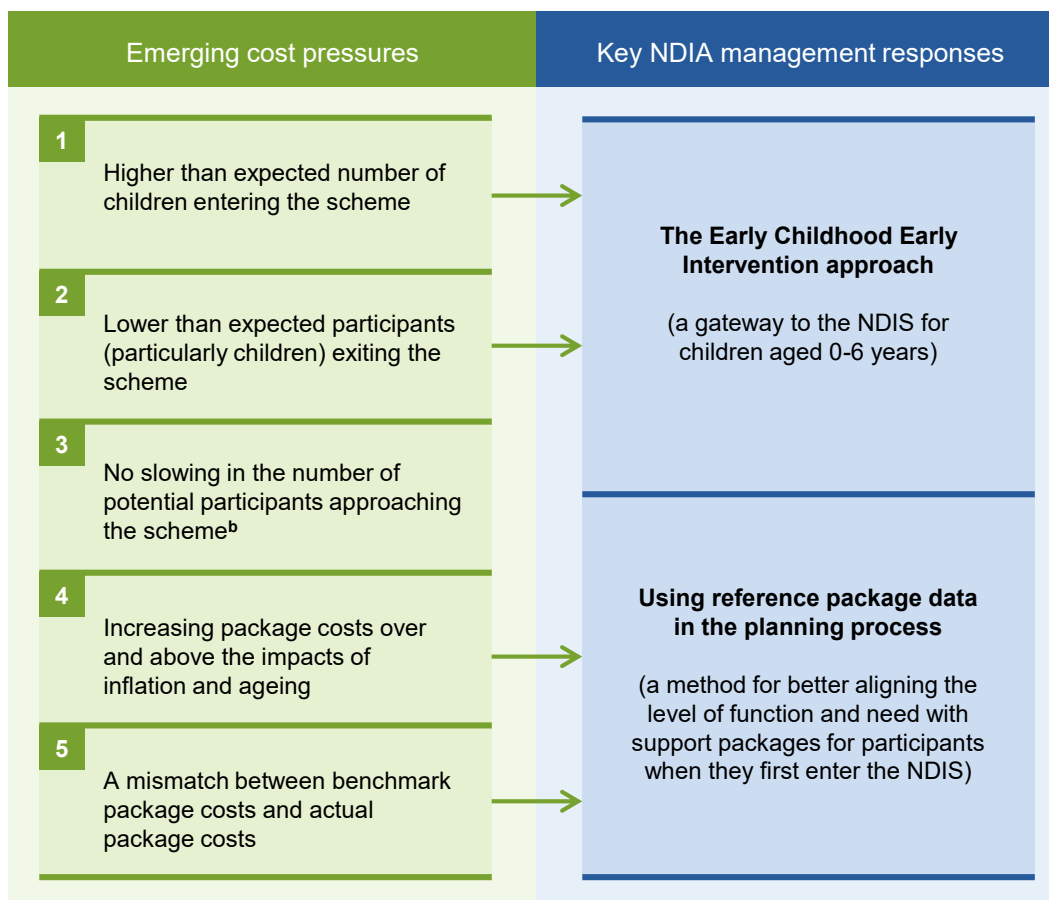 Emerging cost pressures
Key NDIA management responses
1
Higher than expected number of
children entering the scheme
2
Lower than expected participants
(particularly children) exiting the
scheme
3
No slowing in the number of
potential participants approaching
the schemeᵇ
4
Increasing package costs over
and above the impacts of
inflation and ageing
5
A mismatch between benchmark
package costs and actual
package costs
The Early Childhood Early
Intervention approach
(a gateway to the NDIS for
children aged 0-6 years)
Using reference package data
in the planning process
(a method for better aligning the
level of function and need with
support packages for participants
when they first enter the NDIS)